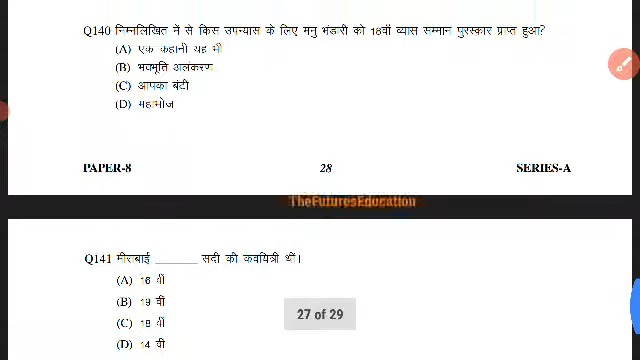 Q140 निम्नलिखित में से किस उपन्यास के लिए मनु भंडारी को 18वीं व्यास सम्मान पुरस्कार प्राप्त हुआ?
(A) एक कहानी यह भी
(B) भवभूति अलंकरण
(C) आपका बंटी
(D) महाभोज
PAPER-8 28 SERIES-A
TheFuturesEducation
Q141 मीराबाई ______ सदी की कवयित्री थीं।
(A) 16 वीं
(B) 19 वीं
(C) 18 वीं
(D) 14 वीं
27 of 29